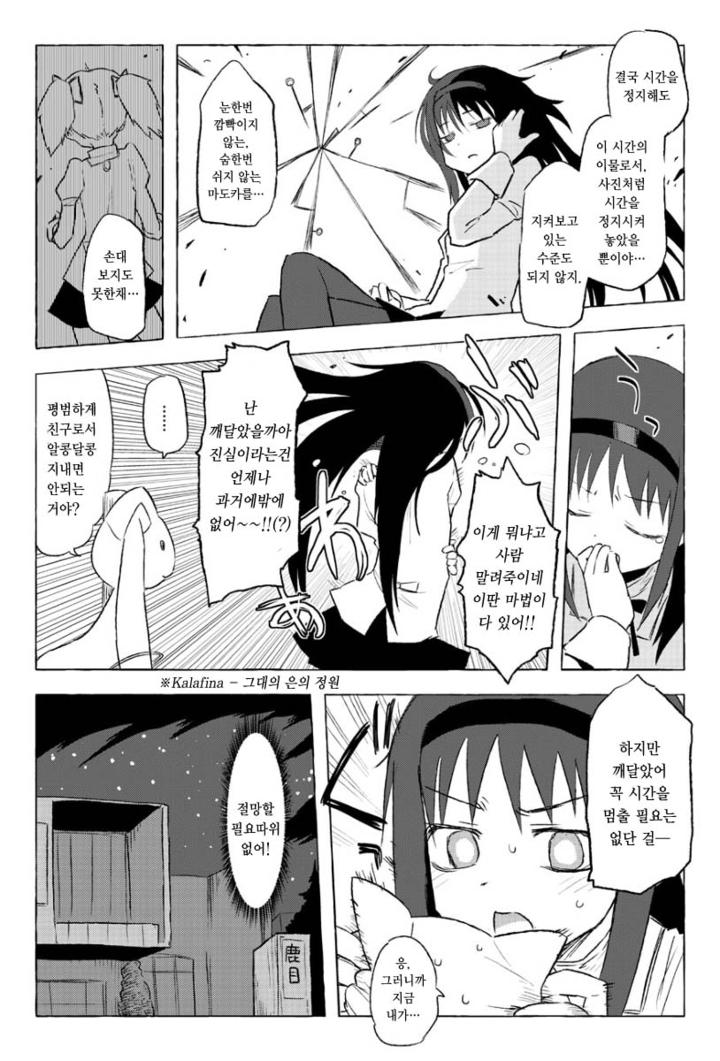 결국 시간을
정지해도
이 시간의
이물로서,
사진처럼
시간을
정지시켜
놓았을
뿐이야…
지켜보고
있는
수준도
되지 않지.
눈한번
깜빡이지
않는,
숨한번
쉬지 않는
마도카를…
손대
보지도
못한채…
이게 뭐냐고
사람
말려죽이네
이딴 마법이
다 있어!!
난
깨달았을까아
진실이라는건
언제나
과거에밖에
없어~~!!(?)
わ
あ
……
평범하게
친구로서
알콩달콩
지내면
안되는
거야?
※Kalafina – 그대의 은의 정원
하지만
깨달았어
꼭 시간을
멈출 필요는
없단 걸—
응,
그러니까
지금
내가…
절망할
필요따위
없어!
鹿目